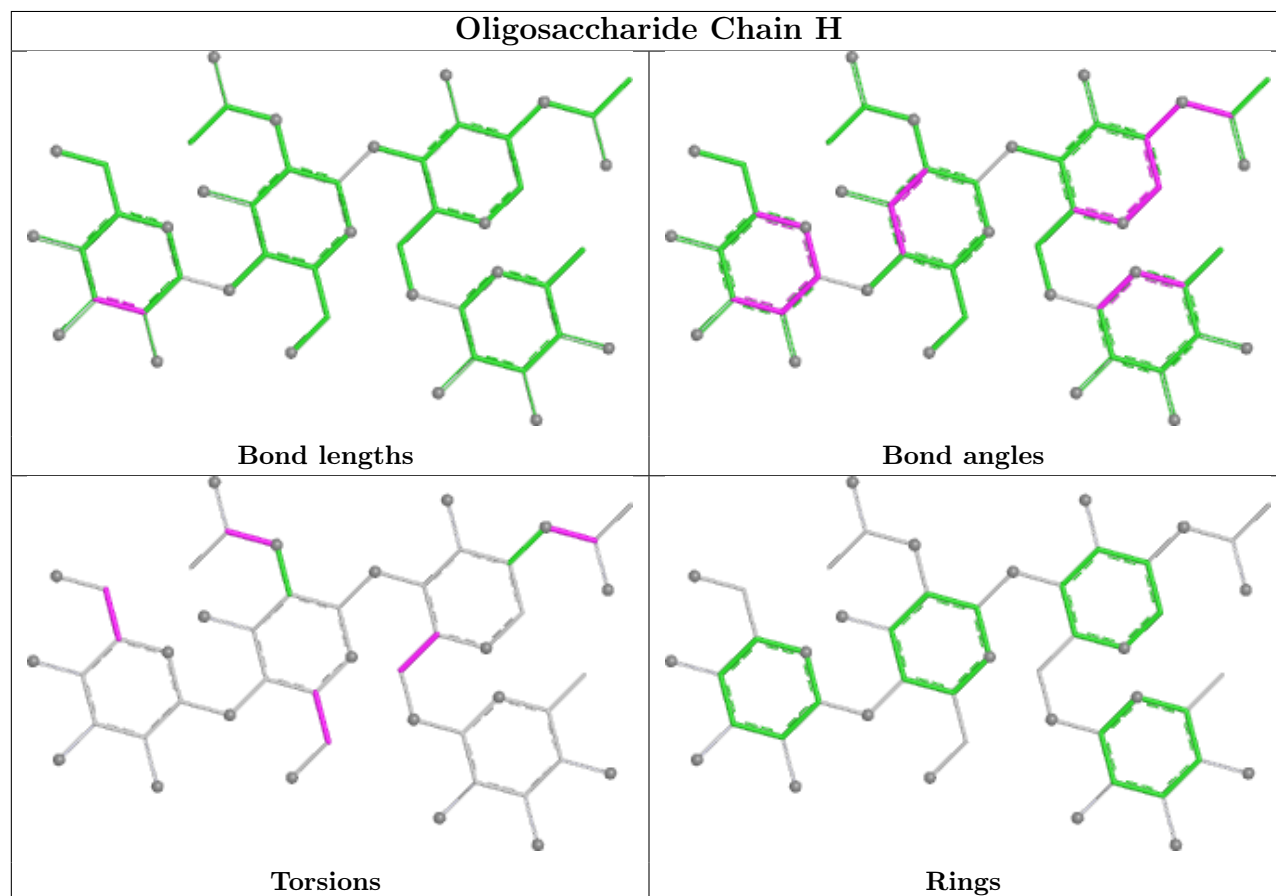 Oligosaccharide Chain H
Bond lengths
Bond angles
Torsions
Rings